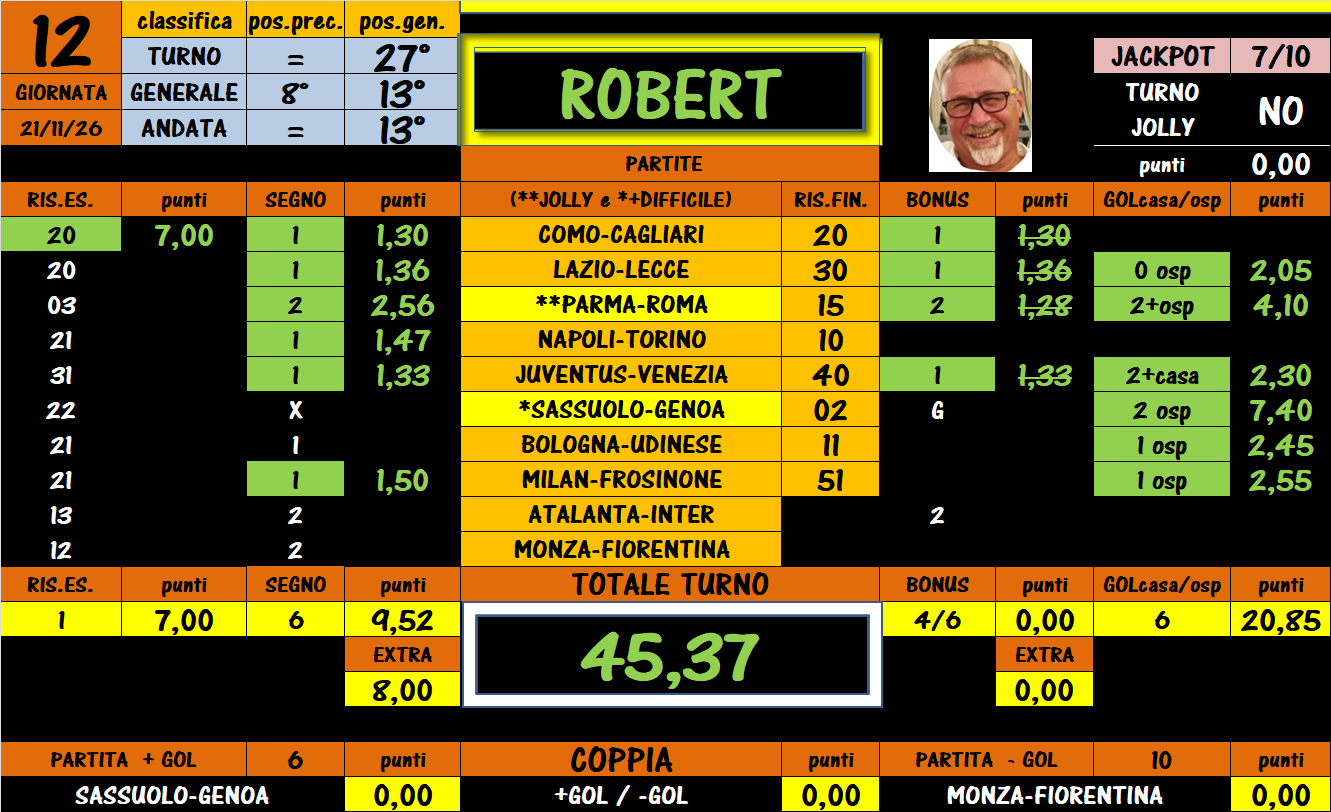 12 classifica pos.prec. pos.gen.
TURNO = 27° ROBERT JACKPOT 7/10
GIORNATA GENERALE 8° 13° TURNO JOLLY NO
21/11/26 ANDATA = 13°
PARTITE punti 0,00
RIS.ES. punti SEGNO punti (**JOLLY e *+DIFFICILE) RIS.FIN. BONUS punti GOLcasa/osp punti
20 7,00 1 1,30 COMO-CAGLIARI 20 1 1,30
20 1 1,36 LAZIO-LECCE 30 1 1,36 0 osp 2,05
03 2 2,56 **PARMA-ROMA 15 2 1,28 2+osp 4,10
21 1 1,47 NAPOLI-TORINO 10
31 1 1,33 JUVENTUS-VENEZIA 40 1 1,33 2+casa 2,30
22 X *SASSUOLO-GENOA 02 G 2 osp 7,40
21 1 BOLOGNA-UDINESE 11 1 osp 2,45
21 1 1,50 MILAN-FROSINONE 51 1 osp 2,55
13 2 ATALANTA-INTER 2
12 2 MONZA-FIORENTINA
RIS.ES. punti SEGNO punti TOTALE TURNO BONUS punti GOLcasa/osp punti
1 7,00 6 9,52 45,37 4/6 0,00 6 20,85
EXTRA EXTRA
8,00 0,00
PARTITA + GOL 6 punti COPPIA punti PARTITA - GOL 10 punti
SASSUOLO-GENOA 0,00 +GOL / -GOL 0,00 MONZA-FIORENTINA 0,00